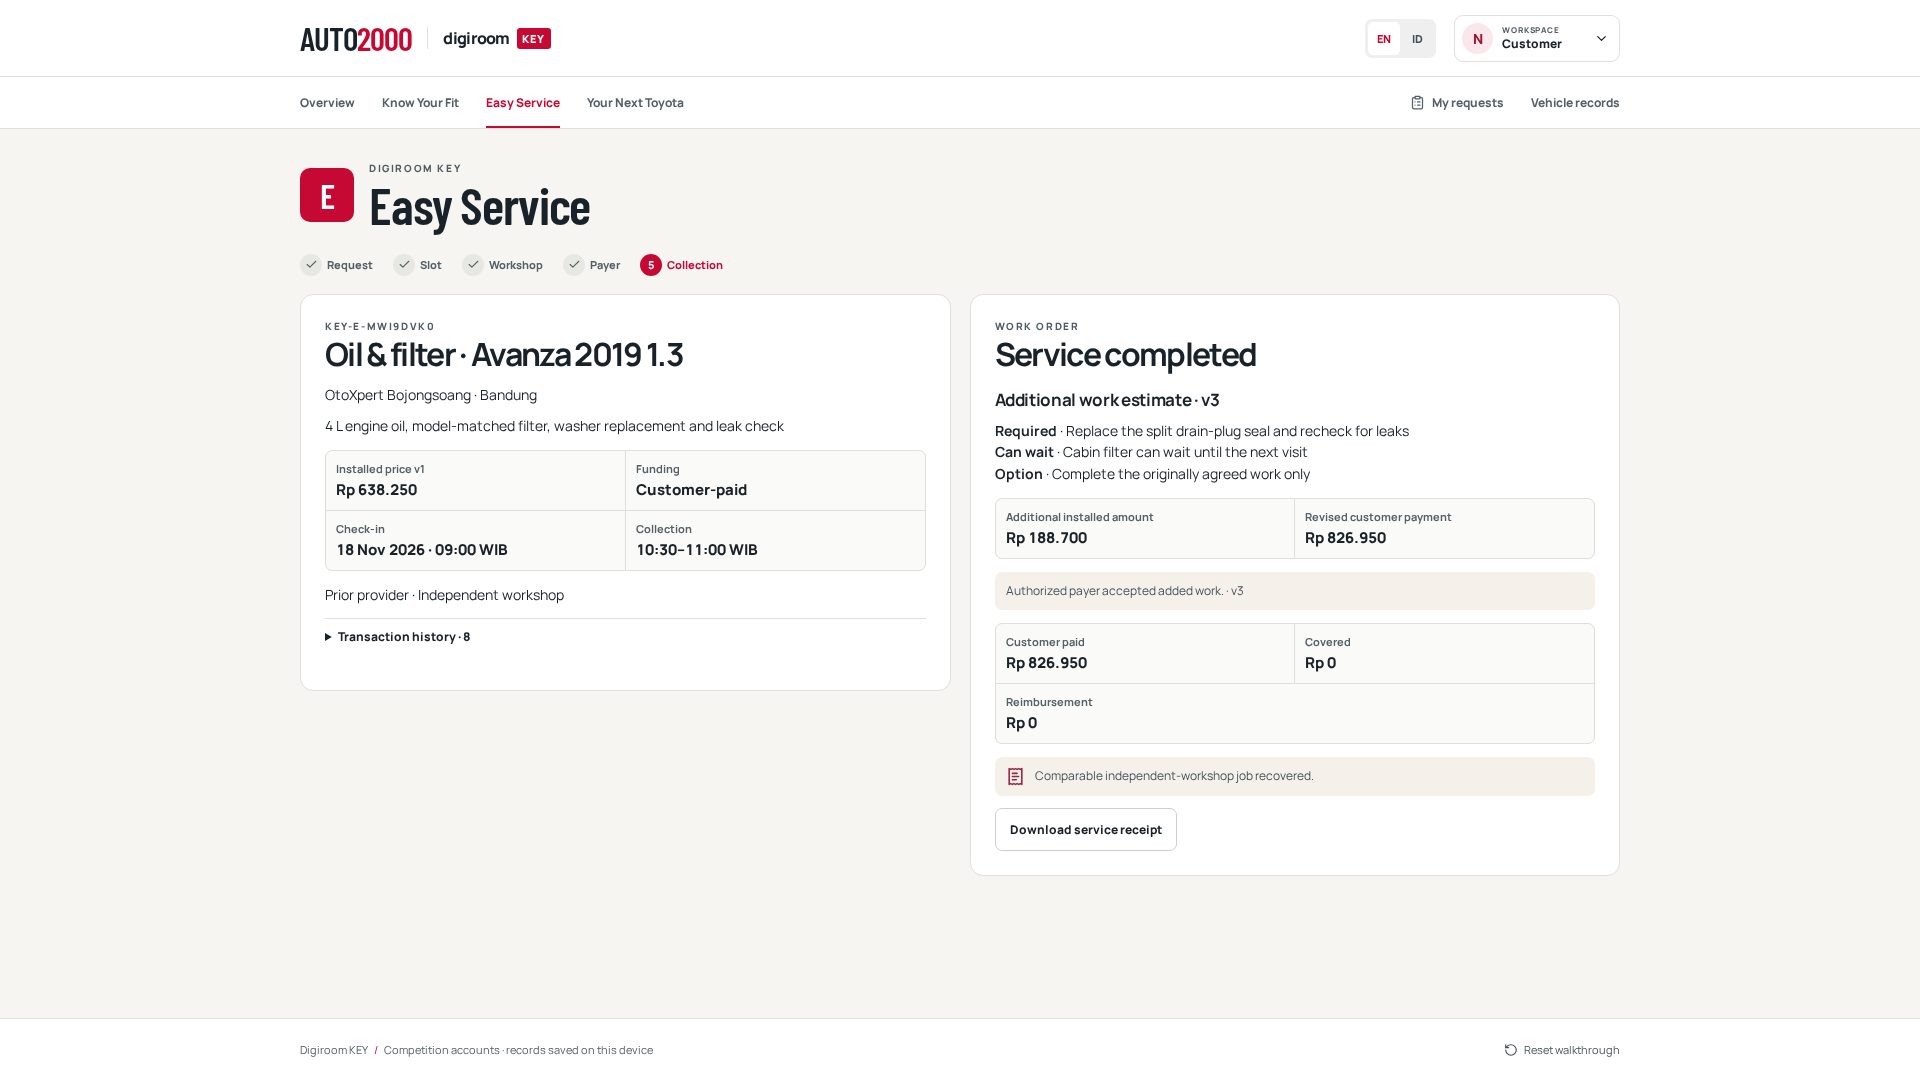 AUTO2000
digiroom KEY
EN ID
N
WORKSPACE
Customer
Overview
Know Your Fit
Easy Service
Your Next Toyota
My requests
Vehicle records
E
DIGIROOM KEY
Easy Service
Request
Slot
Workshop
Payer
5 Collection
KEY-E-MWI9DVK0
Oil & filter · Avanza 2019 1.3
OtoXpert Bojongsoang · Bandung
4 L engine oil, model-matched filter, washer replacement and leak check
Installed price v1
Rp 638.250
Funding
Customer-paid
Check-in
18 Nov 2026 · 09:00 WIB
Collection
10:30–11:00 WIB
Prior provider · Independent workshop
Transaction history · 8
WORK ORDER
Service completed
Additional work estimate · v3
Required · Replace the split drain-plug seal and recheck for leaks
Can wait · Cabin filter can wait until the next visit
Option · Complete the originally agreed work only
Additional installed amount
Rp 188.700
Revised customer payment
Rp 826.950
Authorized payer accepted added work. · v3
Customer paid
Rp 826.950
Covered
Rp 0
Reimbursement
Rp 0
Comparable independent-workshop job recovered.
Download service receipt
Digiroom KEY / Competition accounts · records saved on this device
Reset walkthrough